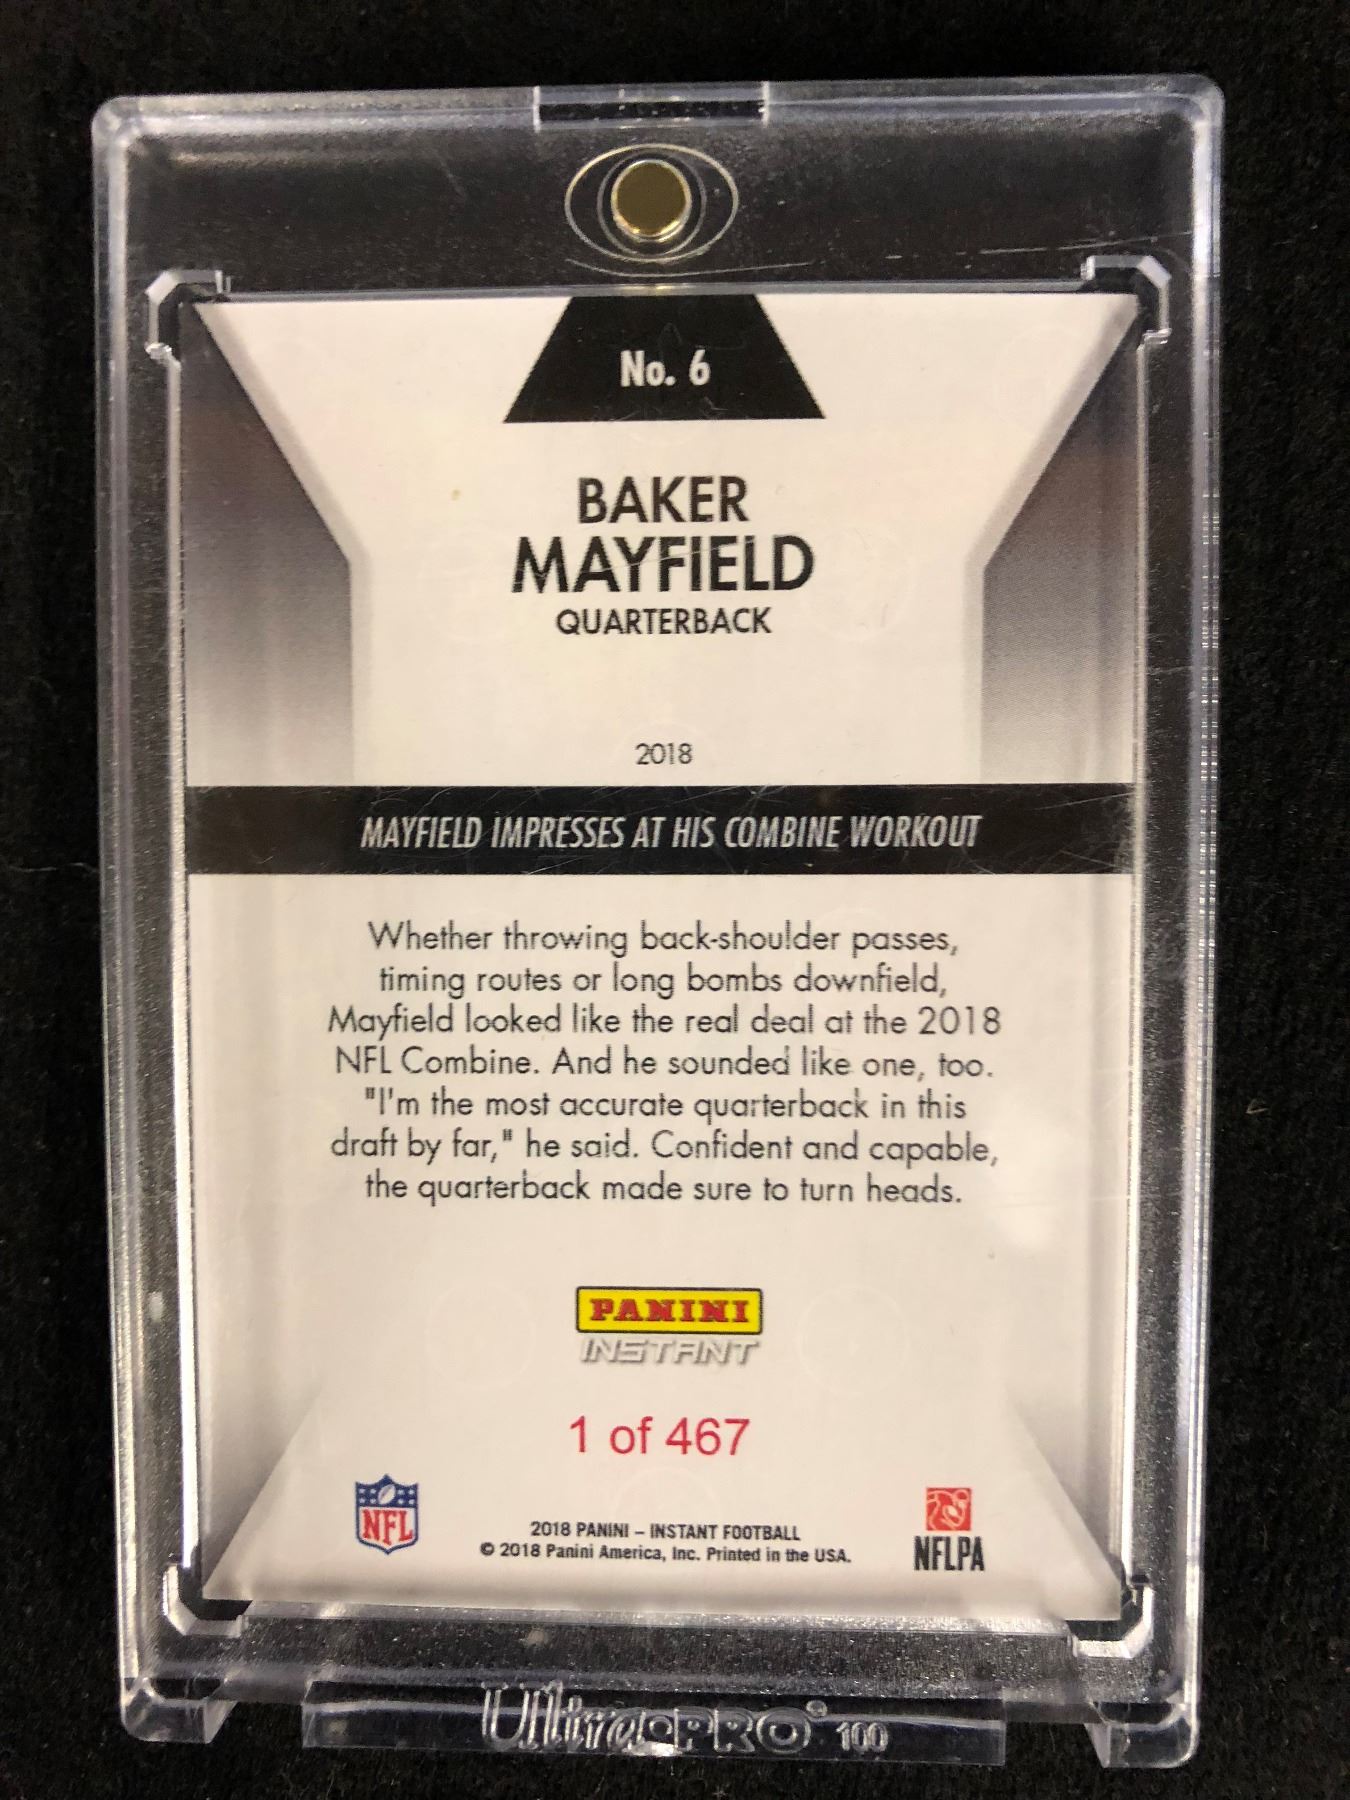 No. 6
BAKER
MAYFIELD
QUARTERBACK
2018
MAYFIELD IMPRESSES AT HIS COMBINE WORKOUT
Whether throwing back-shoulder passes,
timing routes or long bombs downfield,
Mayfield looked like the real deal at the 2018
NFL Combine. And he sounded like one, too.
"I'm the most accurate quarterback in this
draft by far," he said. Confident and capable,
the quarterback made sure to turn heads.
PANINI
INSTANT
1 of 467
NFL
2018 PANINI – INSTANT FOOTBALL
© 2018 Panini America, Inc. Printed in the USA.
NFLPA
Ultra•PRO® 100